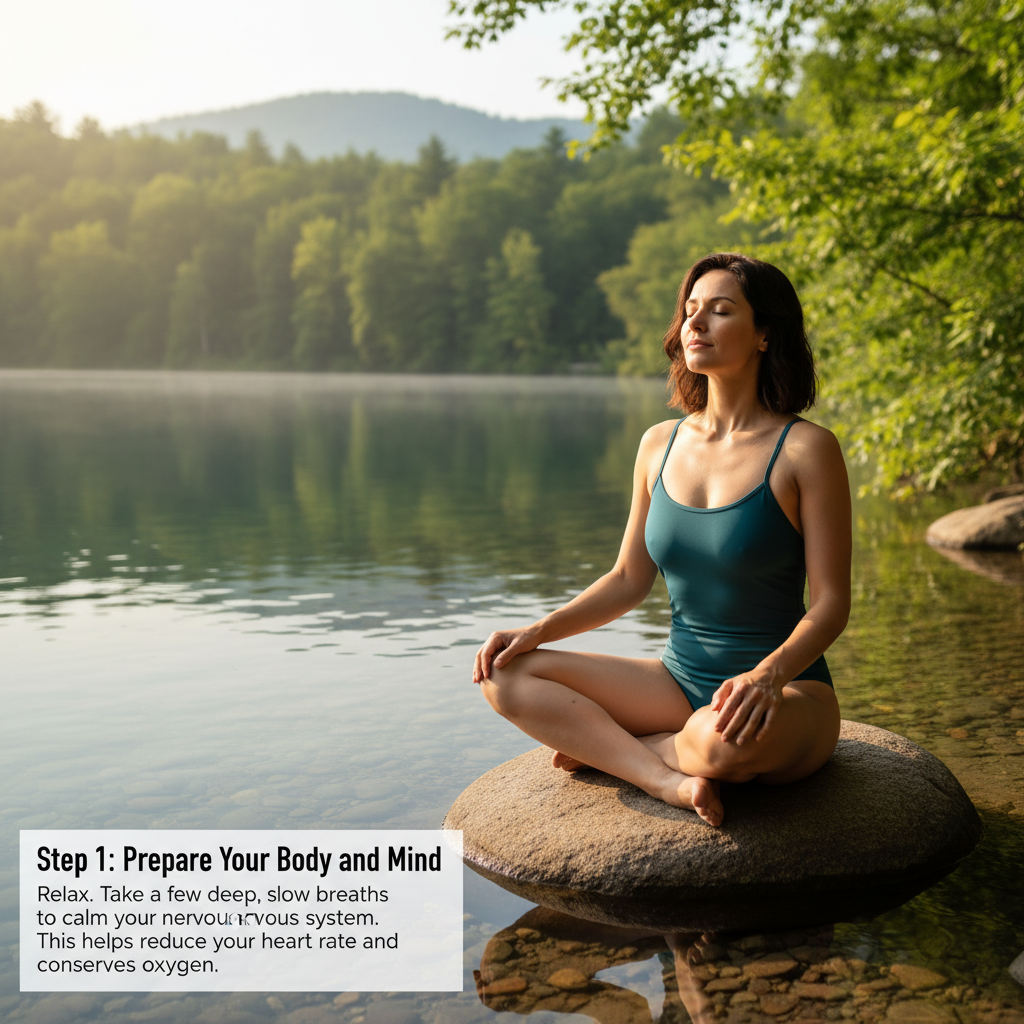 Step 1: Prepare Your Body and Mind
Relax. Take a few deep, slow breaths
to calm your system.
This helps reduce your heart rate and
conserves oxygen.